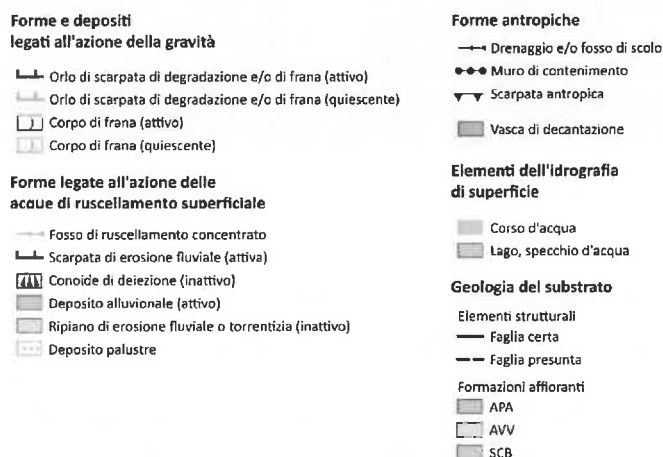 Forme e depositi
legati all'azione della gravità
Orlo di scarpata di degradazione e/o di frana (attivo)
Orlo di scarpata di degradazione e/o di frana (quiescente)
Corpo di frana (attivo)
Corpo di frana (quiescente)
Forme legate all'azione delle
acque di ruscellamento superficiale
Fosso di ruscellamento concentrato
Scarpata di erosione fluviale (attiva)
Conoide di deiezione (inattivo)
Deposito alluvionale (attivo)
Ripiano di erosione fluviale o torrentizia (inattivo)
Deposito palustre
Forme antropiche
Drenaggio e/o fosso di scolo
Muro di contenimento
Scarpata antropica
Vasca di decantazione
Elementi dell'idrografia
di superficie
Corso d'acqua
Lago, specchio d'acqua
Geologia del substrato
Elementi strutturali
Faglia certa
Faglia presunta
Formazioni affioranti
APA
AVV
SCB